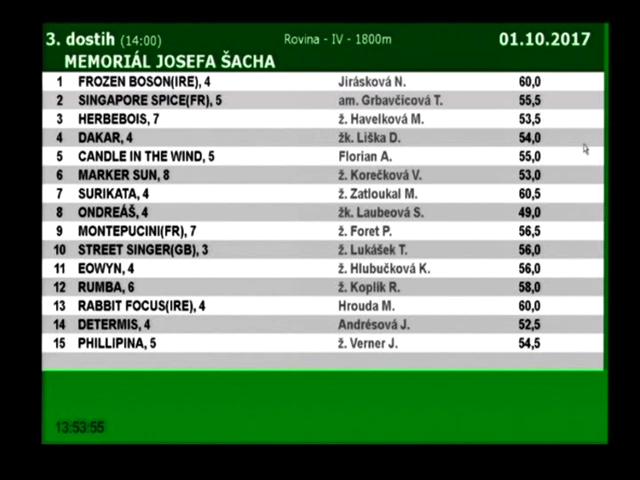 3. dostih (14:00) Rovina - IV - 1800m 01.10.2017
MEMORIÁL JOSEFA ŠACHA
1 FROZEN BOSON(IRE), 4 Jirásková N. 60,0
2 SINGAPORE SPICE(FR), 5 am. Grbavčicová T. 55,5
3 HERBEBOIS, 7 ž. Havelková M. 53,5
4 DAKAR, 4 žk. Liška D. 54,0
5 CANDLE IN THE WIND, 5 Florian A. 55,0
6 MARKER SUN, 8 ž. Korečková V. 53,0
7 SURIKATA, 4 ž. Zatloukal M. 60,5
8 ONDREÁŠ, 4 žk. Laubeová S. 49,0
9 MONTEPUCINI(FR), 7 ž. Foret P. 56,5
10 STREET SINGER(GB), 3 ž. Lukášek T. 56,0
11 EOWYN, 4 ž. Hlubučková K. 56,0
12 RUMBA, 6 ž. Koplík R. 58,0
13 RABBIT FOCUS(IRE), 4 Hrouda M. 60,0
14 DETERMIS, 4 Andrésová J. 52,5
15 PHILLIPINA, 5 ž. Verner J. 54,5
13:53:55